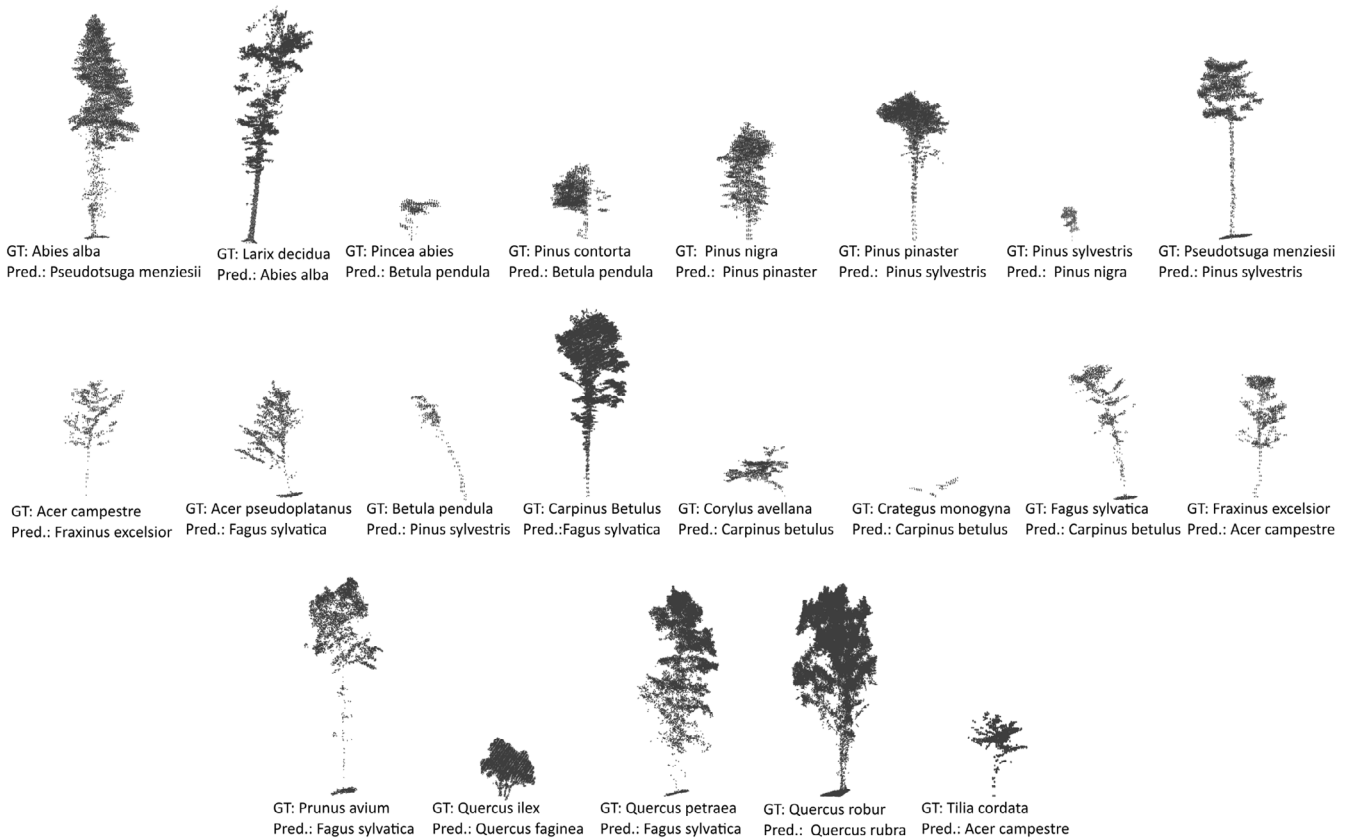 GT: Abies alba
Pred.: Pseudotsuga menziesii
GT: Larix decidua
Pred.: Abies alba
GT: Pincea abies
Pred.: Betula pendula
GT: Pinus contorta
Pred.: Betula pendula
GT: Pinus nigra
Pred.: Pinus pinaster
GT: Pinus pinaster
Pred.: Pinus sylvestris
GT: Pinus sylvestris
Pred.: Pinus nigra
GT: Pseudotsuga menziesii
Pred.: Pinus sylvestris
GT: Acer campestre
Pred.: Fraxinus excelsior
GT: Acer pseudoplatanus
Pred.: Fagus sylvatica
GT: Betula pendula
Pred.: Pinus sylvestris
GT: Carpinus Betulus
Pred.:Fagus sylvatica
GT: Corylus avellana
Pred.: Carpinus betulus
GT: Crategus monogyna
Pred.: Carpinus betulus
GT: Fagus sylvatica
Pred.: Carpinus betulus
GT: Fraxinus excelsior
Pred.: Acer campestre
GT: Prunus avium
Pred.: Fagus sylvatica
GT: Quercus ilex
Pred.: Quercus faginea
GT: Quercus petraea
Pred.: Fagus sylvatica
GT: Quercus robur
Pred.: Quercus rubra
GT: Tilia cordata
Pred.: Acer campestre